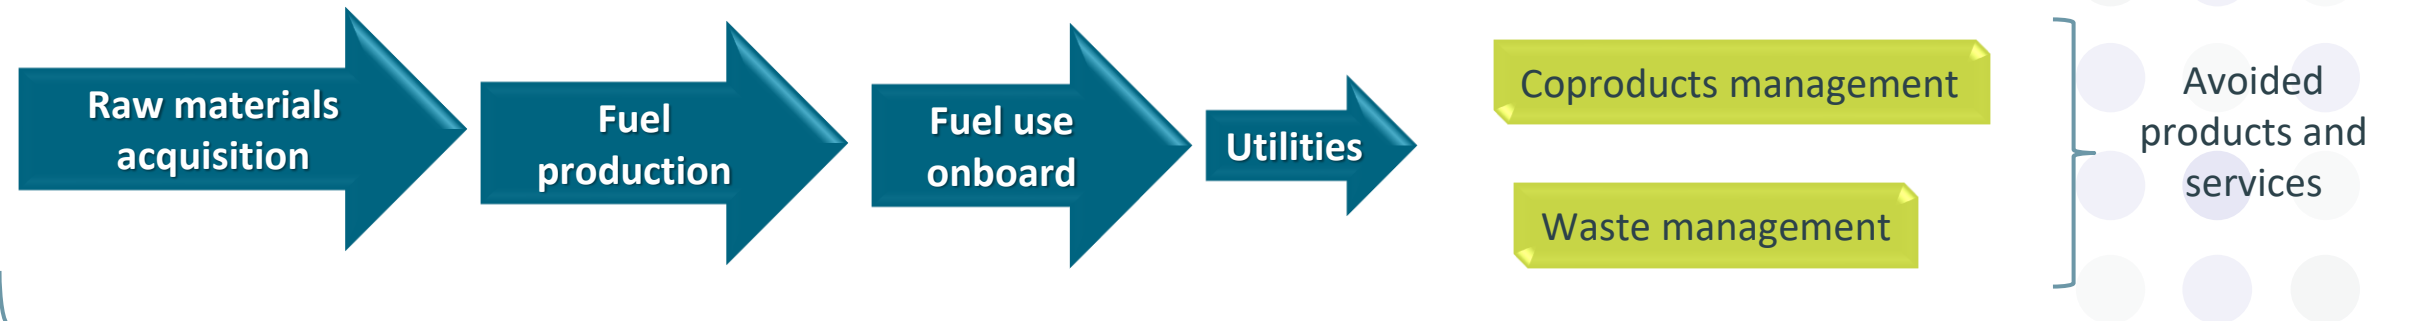 Raw materials
acquisition
Fuel
production
Fuel use
onboard
Utilities
Coproducts management
Waste management
Avoided
products and
services